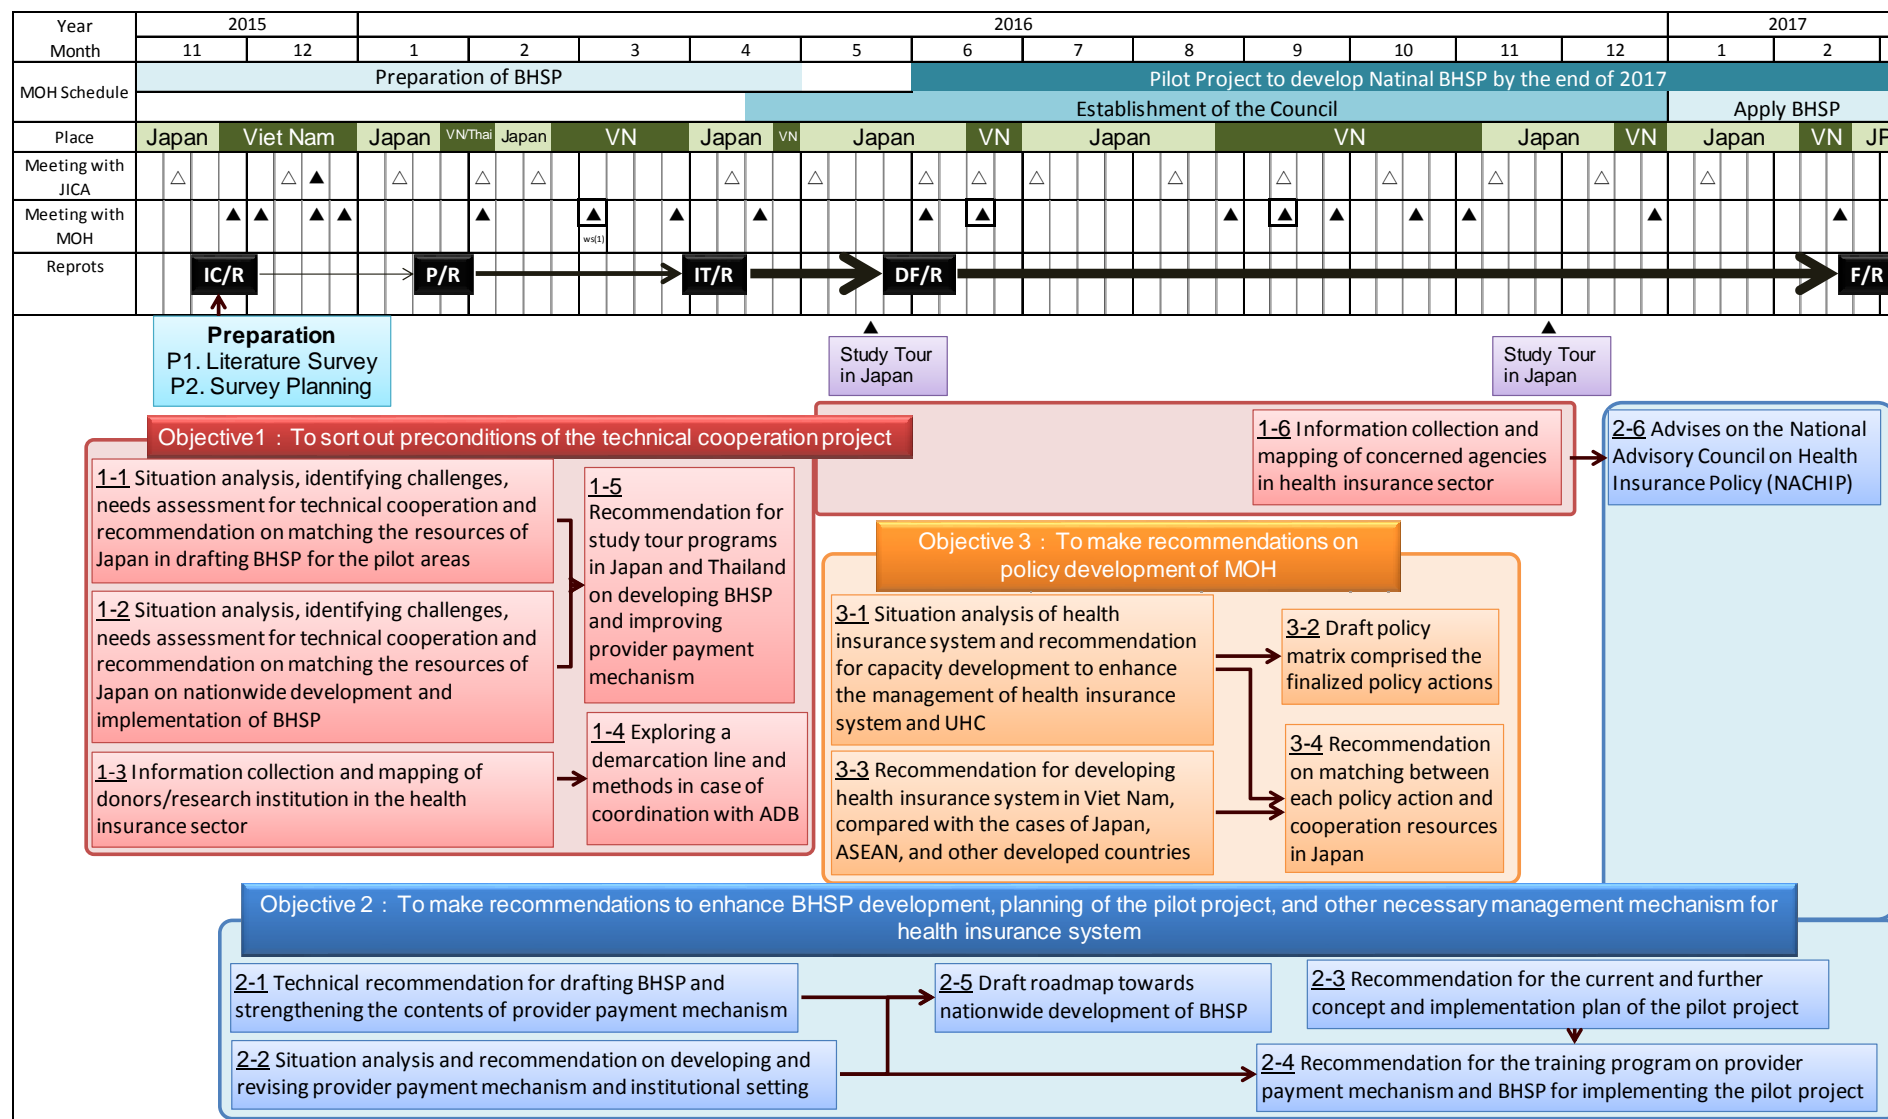 Year
2015
2016
2017
Month
11
12
1
2
3
4
5
6
7
8
9
10
11
12
1
2
MOH Schedule
Preparation of BHSP
Pilot Project to develop Natinal BHSP by the end of 2017
Establishment of the Council
Apply BHSP
Place
Japan
Viet Nam
Japan
VN/Thai
Japan
VN
Japan
VN
Japan
VN
Japan
VN
Japan
VN
Japan
VN
JP
Meeting with
JICA
△ △ ▲ △ △ △ △ △ △ △ △ △ △ △ △ △ △
Meeting with
MOH
▲ ▲ ▲ ▲ ▲ ▲ ▲ ▲ ▲ ▲ ▲ ▲ ▲ ▲ ▲ ▲ ▲
ws(1)
Reprots
IC/R
P/R
IT/R
DF/R
F/R
Preparation
P1. Literature Survey
P2. Survey Planning
▲
Study Tour
in Japan
▲
Study Tour
in Japan
Objective1 : To sort out preconditions of the technical cooperation project
1-1 Situation analysis, identifying challenges,
needs assessment for technical cooperation and
recommendation on matching the resources of
Japan in drafting BHSP for the pilot areas
1-2 Situation analysis, identifying challenges,
needs assessment for technical cooperation and
recommendation on matching the resources of
Japan on nationwide development and
implementation of BHSP
1-3 Information collection and mapping of
donors/research institution in the health
insurance sector
1-5
Recommendation for
study tour programs
in Japan and Thailand
on developing BHSP
and improving
provider payment
mechanism
1-4 Exploring a
demarcation line and
methods in case of
coordination with ADB
1-6 Information collection and
mapping of concerned agencies
in health insurance sector
2-6 Advises on the National
Advisory Council on Health
Insurance Policy (NACHIP)
Objective 3 : To make recommendations on
policy development of MOH
3-1 Situation analysis of health
insurance system and recommendation
for capacity development to enhance
the management of health insurance
system and UHC
3-3 Recommendation for developing
health insurance system in Viet Nam,
compared with the cases of Japan,
ASEAN, and other developed countries
3-2 Draft policy
matrix comprised the
finalized policy actions
3-4 Recommendation
on matching between
each policy action and
cooperation resources
in Japan
Objective 2 : To make recommendations to enhance BHSP development, planning of the pilot project, and other necessary management mechanism for
health insurance system
2-1 Technical recommendation for drafting BHSP and
strengthening the contents of provider payment mechanism
2-2 Situation analysis and recommendation on developing and
revising provider payment mechanism and institutional setting
2-5 Draft roadmap towards
nationwide development of BHSP
2-3 Recommendation for the current and further
concept and implementation plan of the pilot project
2-4 Recommendation for the training program on provider
payment mechanism and BHSP for implementing the pilot project